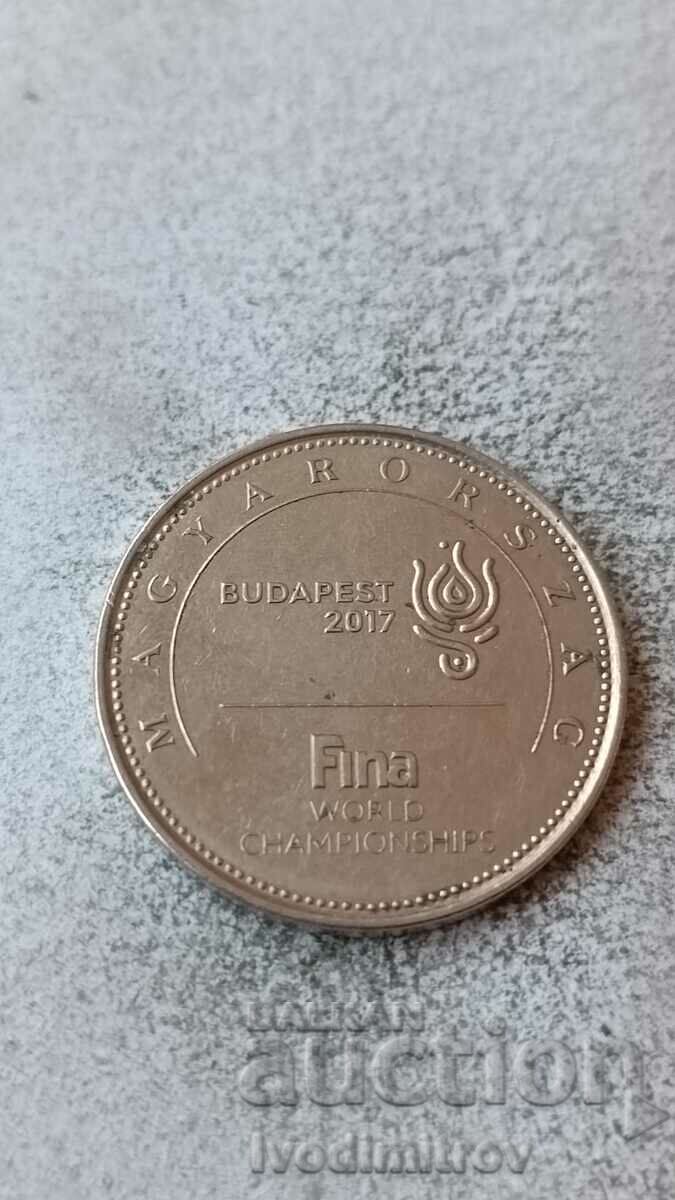 MAGYARORSZÁG
BUDAPEST
2017
Fina
WORLD
CHAMPIONSHIPS
BALKAN
auction
ivodimitrov